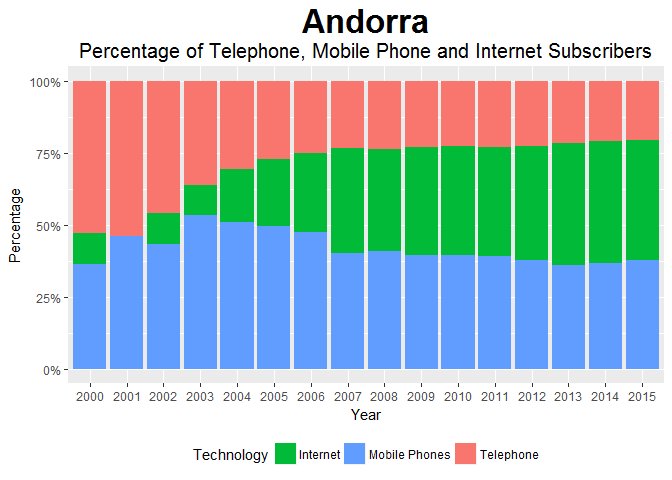 Andorra
Percentage of Telephone, Mobile Phone and Internet Subscribers
100%
75%
50%
25%
0%
Percentage
2000 2001 2002 2003 2004 2005 2006 2007 2008 2009 2010 2011 2012 2013 2014 2015
Year
Technology Internet Mobile Phones Telephone